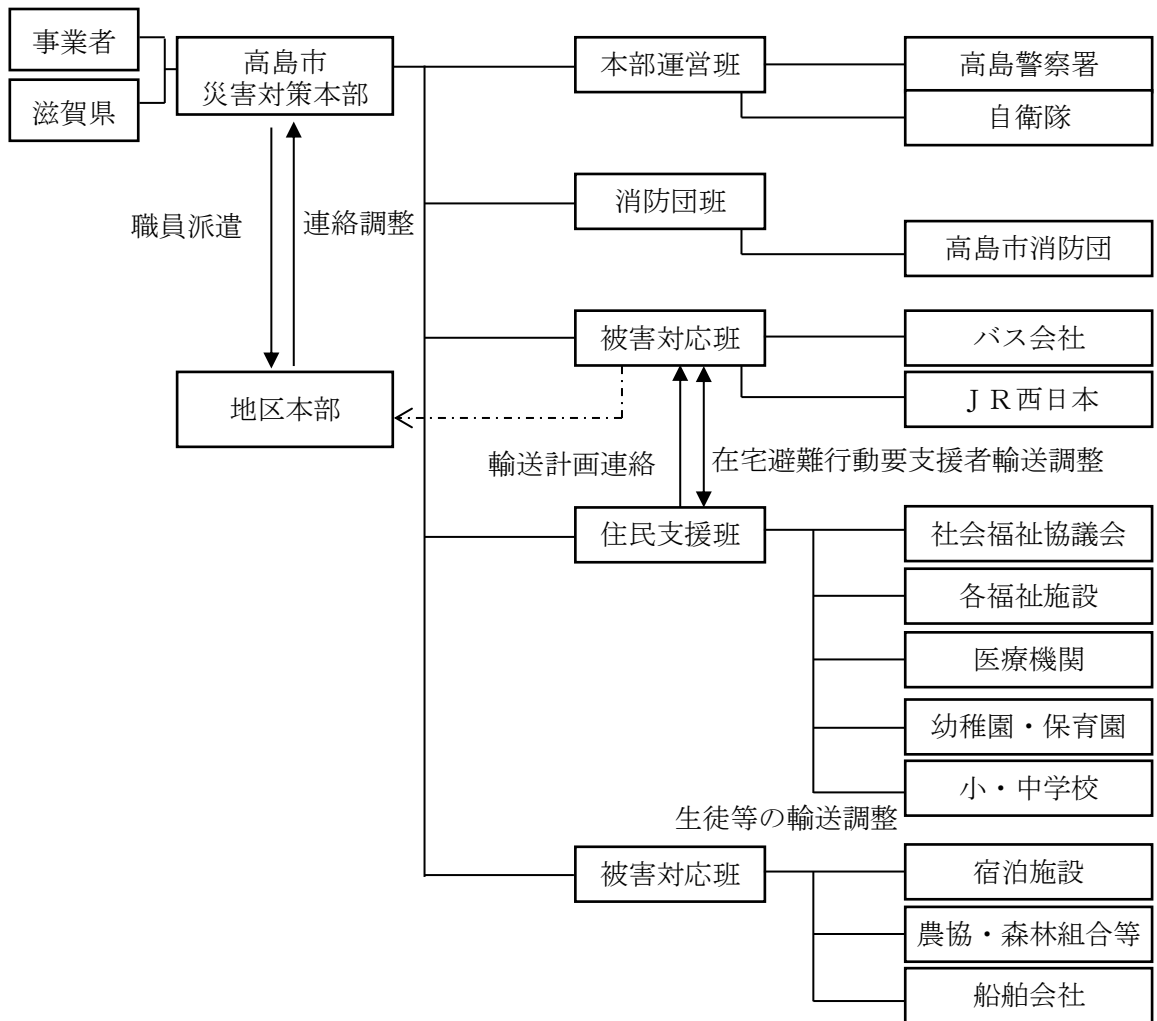 事業者
滋賀県
高島市
災害対策本部
職員派遣
連絡調整
地区本部
本部運営班
高島警察署
自衛隊
消防団班
高島市消防団
被害対応班
バス会社
ＪＲ西日本
輸送計画連絡
在宅避難行動要支援者輸送調整
住民支援班
社会福祉協議会
各福祉施設
医療機関
幼稚園・保育園
小・中学校
生徒等の輸送調整
被害対応班
宿泊施設
農協・森林組合等
船舶会社